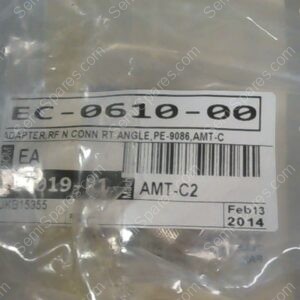 EC-0610-00
ADAPTER,RF N CONN RT ANGLE,PE-9086,AMT-C
EA
AMT-C2
Feb13
2014